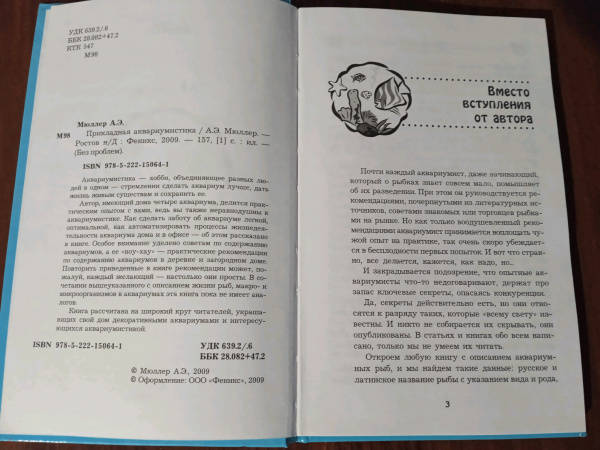 УДК 639.2/.6
ББК 28.082+47.2
КТК 547
М98
Мюллер А.Э.
М98 Прикладная аквариумистика / А.Э. Мюллер. —
Ростов н/Д : Феникс, 2009. — 157, [1] с. : ил. —
(Без проблем).
ISBN 978-5-222-15064-1
Аквариумистика — хобби, объединяющее разных лю-
дей в одном — стремлении сделать аквариум лучше, дать
жизнь живым существам и сохранить ее.
Автор, имеющий дома четыре аквариума, делится практи-
ческим опытом с вами, ведь вы также неравнодушны к
аквариумистике. Как сделать заботу об аквариуме легкой,
оптимальной, как автоматизировать процессы жизнедея-
тельности аквариума дома и в офисе — об этом рассказано
в книге. Особое внимание уделено советам по содержанию
аквариумов, а ее «ноу-хау» — практические рекомендации
по содержанию аквариумов в деревне и загородном доме.
Повторить приведенные в книге рекомендации может, по-
жалуй, каждый желающий — настолько они просты. В со-
четании вышеуказанного с описанием жизни рыб, макро- и
микроорганизмов в аквариумах эта книга пока не имеет ана-
логов.
Книга рассчитана на широкий круг читателей, украшаю-
щих свой дом декоративными аквариумами и интересу-
ющихся аквариумистикой.
ISBN 978-5-222-15064-1 УДК 639.2/.6
ББК 28.082+47.2
© Мюллер А.Э., 2009
© Оформление: ООО «Феникс», 2009
Вместо
вступления
от автора
Почти каждый аквариумист, даже начинающий,
который о рыбках знает совсем мало, помышляет
об их разведении. При этом он руководствуется ре-
комендациями, почерпнутыми из литературных ис-
точников, советами знакомых или торговцев рыбка-
ми на рынке. Но как только воодушевленный реко-
мендациями аквариумист принимается воплощать чу-
жой опыт на практике, так очень скоро убеждает-
ся в бесполезности первых попыток. И вот что стран-
но, все делается, кажется, как надо, но..
И закрадывается подозрение, что опытные ак-
вариумисты что-то недоговаривают, держат про
запас ключевые секреты, опасаясь конкуренции.
Да, секреты действительно есть, но они отно-
сятся к разряду таких, которые «всему свету» из-
вестны. И никто не собирается их скрывать, они
опубликованы. В статьях и книгах обо всем напи-
сано, только мы не умеем их читать.
Откроем любую книгу с описанием аквариум-
ных рыб, и мы найдем такие данные: русское и
латинское название рыбы с указанием вида и рода,
3